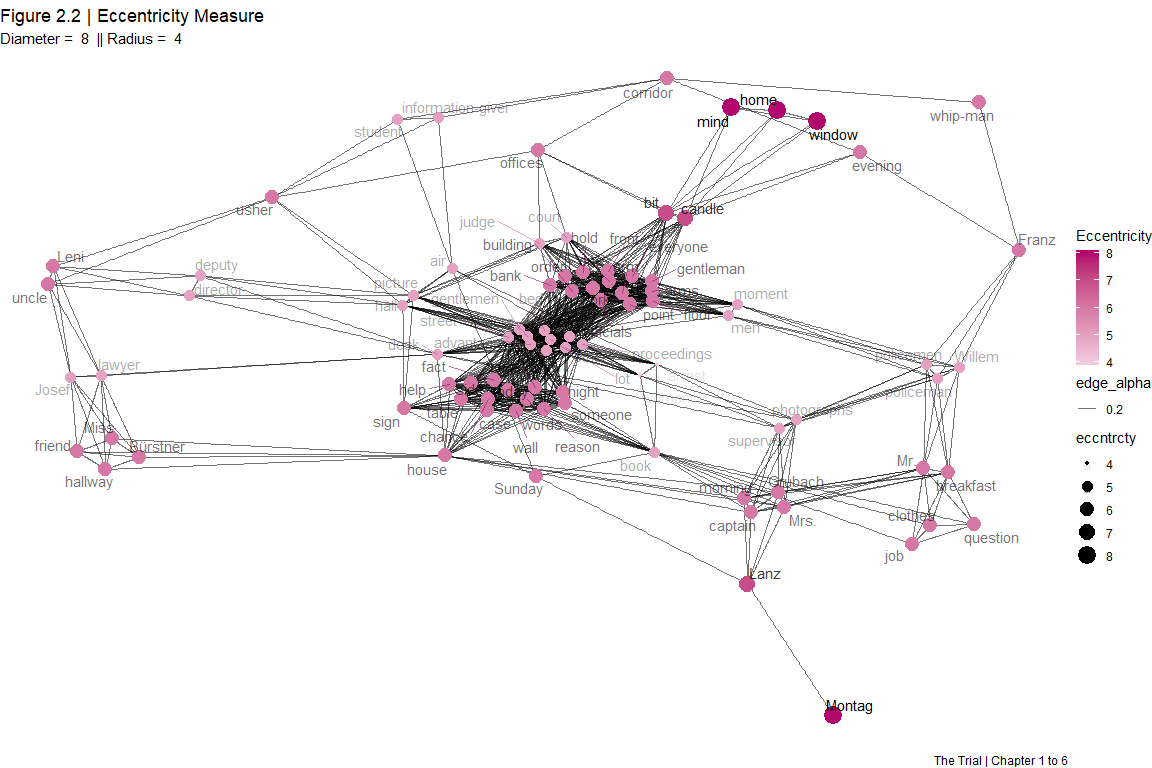 Figure 2.2 | Eccentricity Measure
Diameter = 8 || Radius = 4
corridor
home
mind
window
whip-man
information-giver
student
offices
evening
usher
bit
candle
judge
court
building
hold
front
everyone
Franz
Leni
uncle
deputy
director
air
bank
order
gentleman
picture
hall
gentlemen
street
point
floor
moment
men
desk
fact
proceedings
lot
arrest
policemen
Willem
policeman
lawyer
Josef
help
table
night
someone
sign
chance
case
words
wall
reason
photographs
supervisor
Miss
friend
Bürstner
hallway
house
book
Sunday
Mr.
breakfast
morning
Grubach
captain
Mrs.
clothes
question
job
Lanz
Montag
Eccentricity
8
7
6
5
4
edge_alpha
0.2
eccntrcty
4
5
6
7
8
The Trial | Chapter 1 to 6